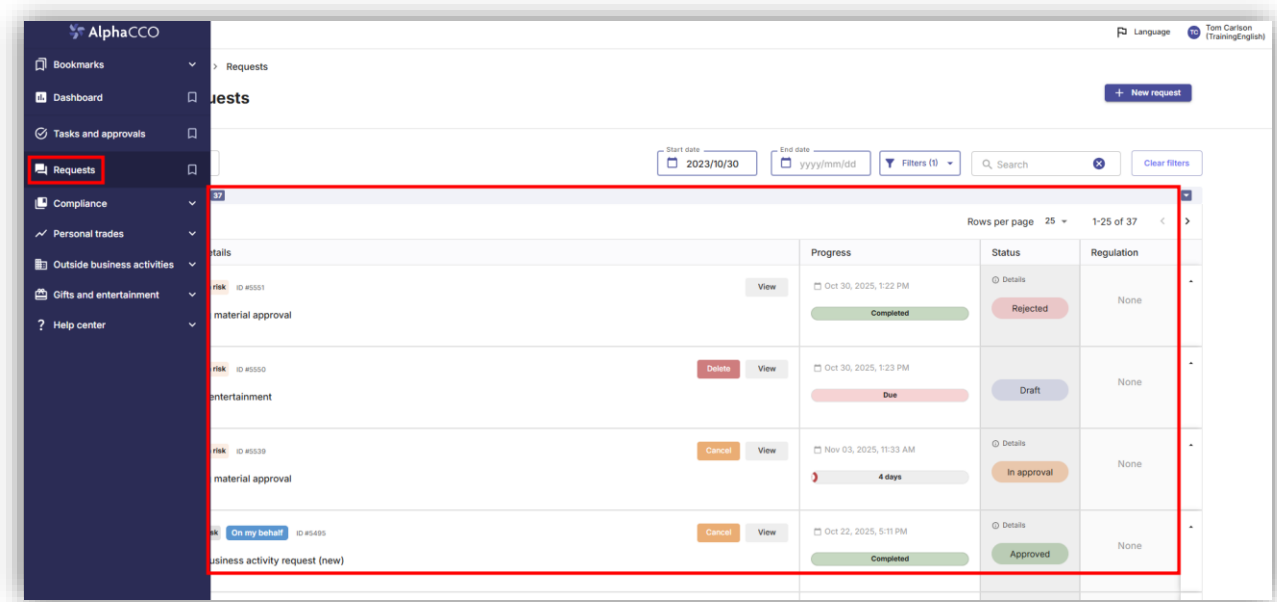 AlphaCCO
Language
TC
Tom Carlson
(TrainingEnglish)
Bookmarks
Dashboard
Tasks and approvals
Requests
Compliance
Personal trades
Outside business activities
Gifts and entertainment
? Help center
> Requests
uests
+ New request
Start date
2023/10/30
End date
yyyy/mm/dd
Filters (1)
Search
Clear filters
37
Rows per page 25 1-25 of 37 < >
etails Progress Status Regulation
risk ID #5551 View Oct 30, 2025, 1:22 PM Details
material approval Completed Rejected None
risk ID #5550 Delete View Oct 30, 2025, 1:23 PM
entertainment Due Draft None
risk ID #5539 Cancel View Nov 03, 2025, 11:33 AM Details
material approval 4 days In approval None
sk On my behalf ID #5495 Cancel View Oct 22, 2025, 5:11 PM Details
usiness activity request (new) Completed Approved None